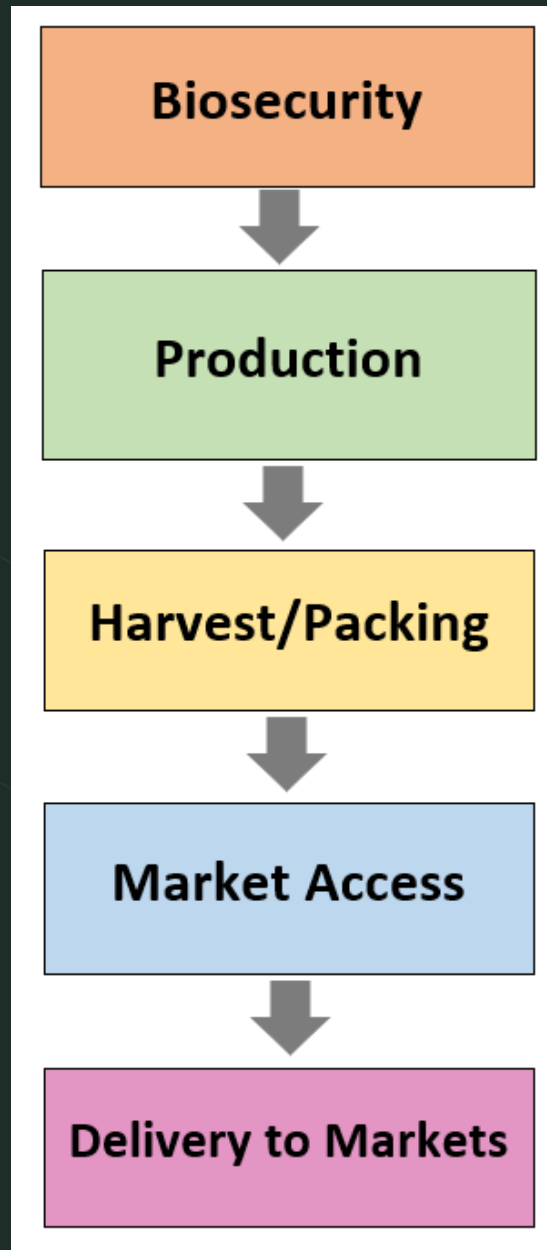 Biosecurity
Production
Harvest/Packing
Market Access
Delivery to Markets